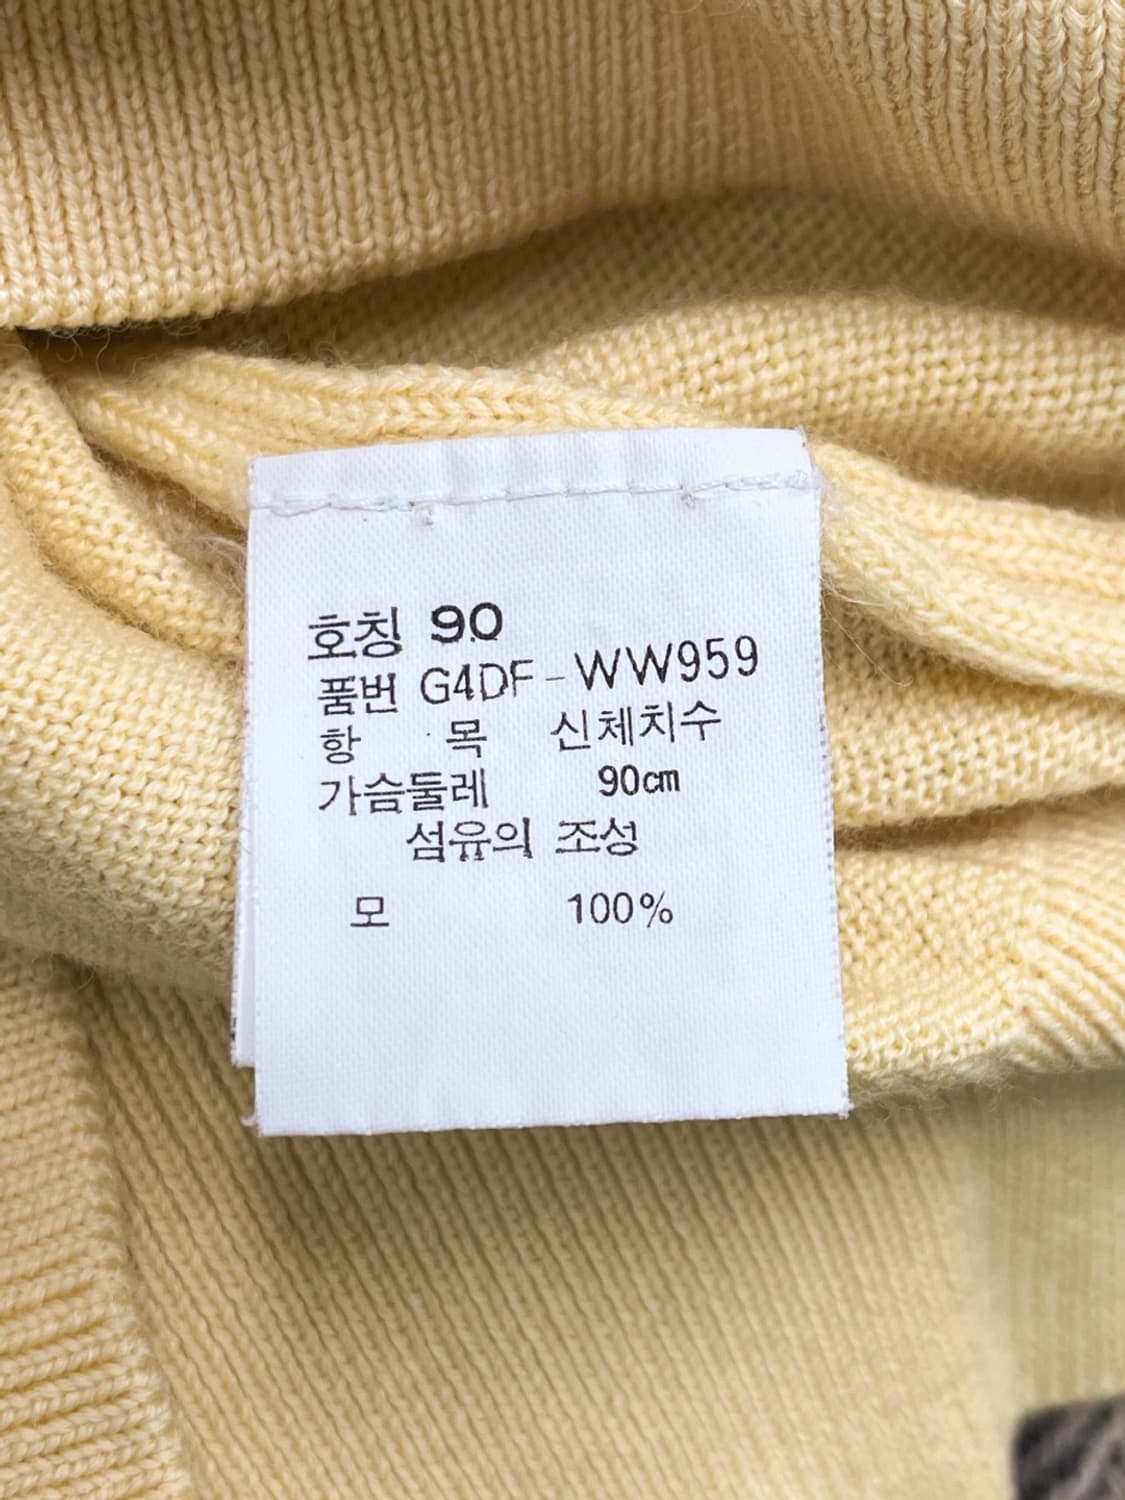 호칭 90
품번 G4DF-WW959
항 목 신체치수
가슴둘레 90cm
섬유의 조성
모 100%